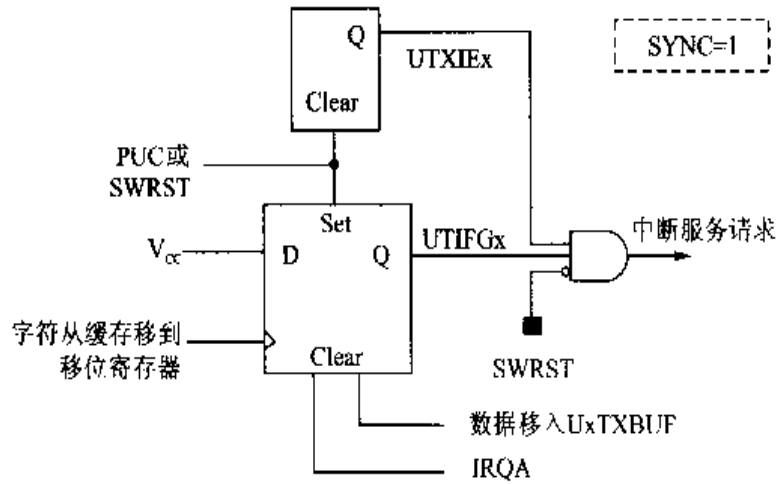 Q
UTXIEx
SYNC=1
Clear
PUC或
SWRST
Set
Vcc
D
Q
UTIFGx
中断服务请求
字符从缓存移到
移位寄存器
Clear
SWRST
数据移入UxTXBUF
IRQA